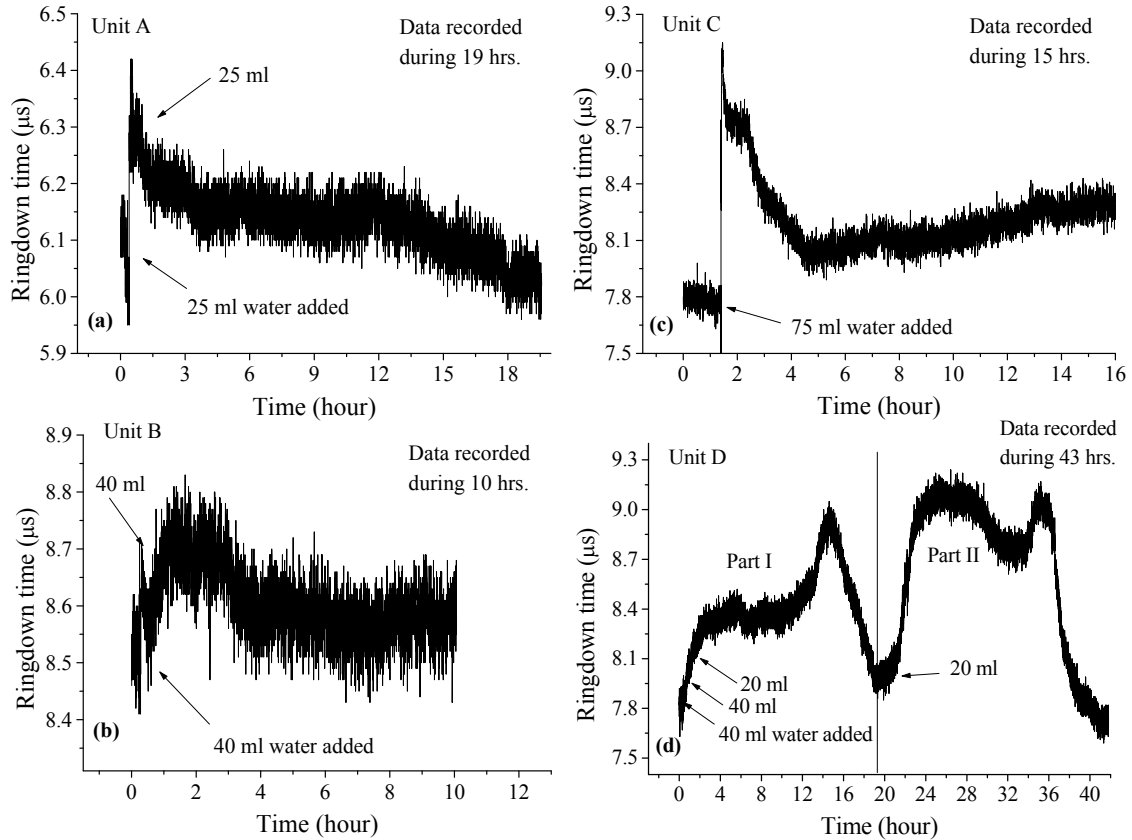 Unit A
Data recorded
during 19 hrs.
25 ml
25 ml water added
(a)
6.5
6.4
6.3
6.2
6.1
6.0
5.9
Ringdown time (μs)
0 3 6 9 12 15 18
Time (hour)
Unit C
Data recorded
during 15 hrs.
75 ml water added
(c)
9.3
9.0
8.7
8.4
8.1
7.8
7.5
Ringdown time (μs)
0 2 4 6 8 10 12 14 16
Time (hour)
Unit B
Data recorded
during 10 hrs.
40 ml
40 ml water added
(b)
8.9
8.8
8.7
8.6
8.5
8.4
Ringdown time (μs)
0 2 4 6 8 10 12
Time (hour)
Unit D
Data recorded
during 43 hrs.
Part I
Part II
20 ml
40 ml
40 ml water added
20 ml
(d)
9.3
9.0
8.7
8.4
8.1
7.8
7.5
Ringdown time (μs)
0 4 8 12 16 20 24 28 32 36 40
Time (hour)